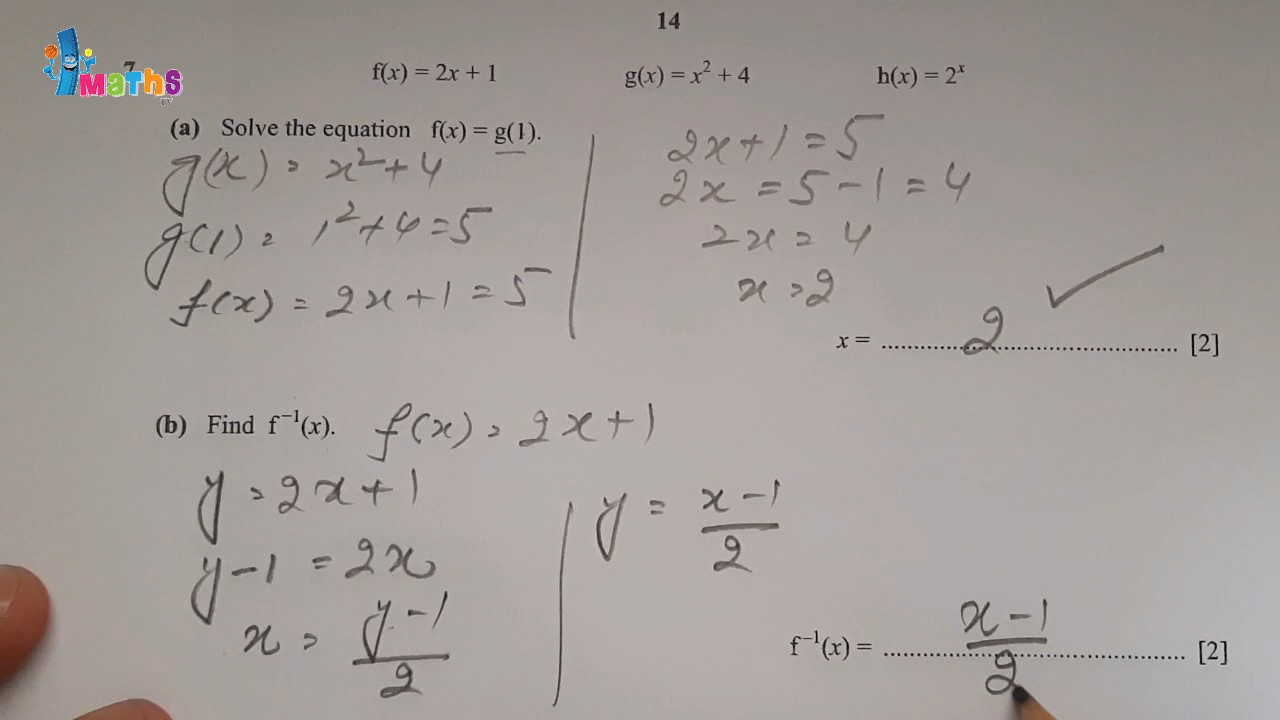 14
Maths
7
f(x) = 2x + 1 g(x) = x² + 4 h(x) = 2ˣ
(a) Solve the equation f(x) = g(1).
g(x) = x² + 4
g(1) = 1² + 4 = 5
f(x) = 2x + 1 = 5
2x + 1 = 5
2x = 5 - 1 = 4
2x = 4
x = 2
x = 2 [2]
(b) Find f⁻¹(x). f(x) = 2x + 1
y = 2x + 1
y - 1 = 2x
x = y - 1
2
y = x - 1
2
x - 1
f⁻¹(x) = [2]
2